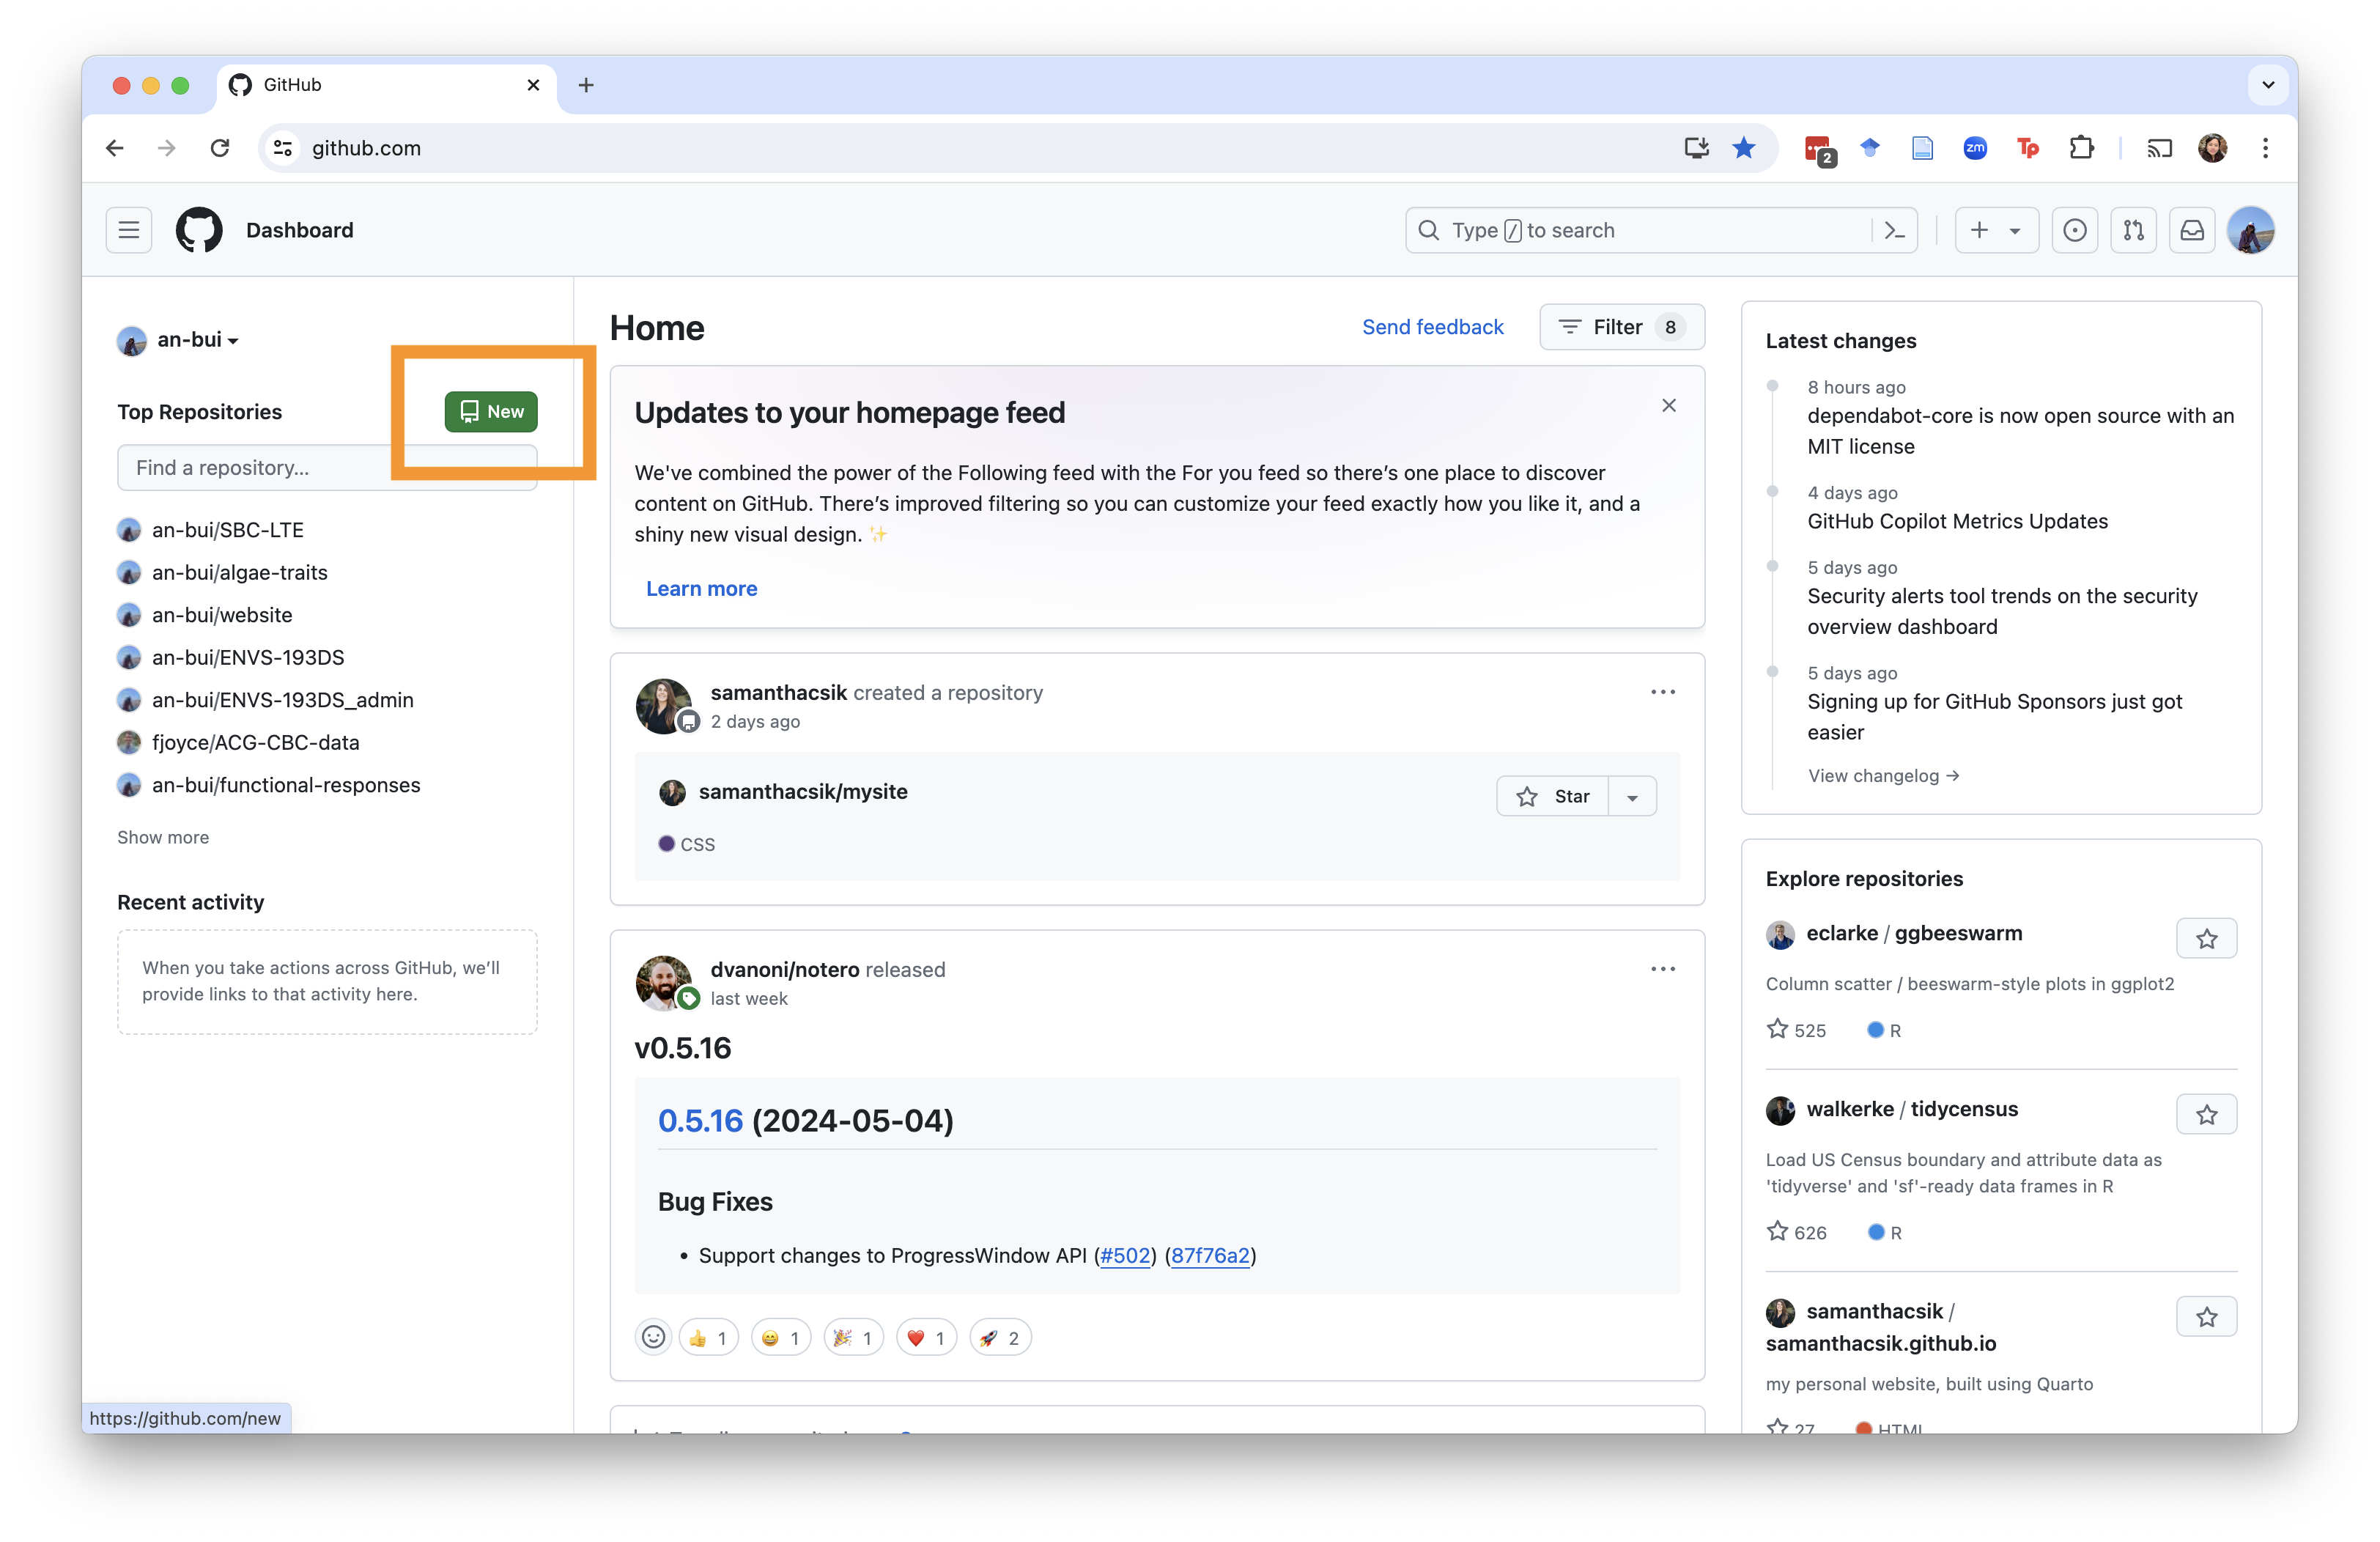 GitHub
github.com
2
zm
Tp
Dashboard
Type / to search
an-bui
Top Repositories
New
Find a repository...
an-bui/SBC-LTE
an-bui/algae-traits
an-bui/website
an-bui/ENVS-193DS
an-bui/ENVS-193DS_admin
fjoyce/ACG-CBC-data
an-bui/functional-responses
Show more
Recent activity
When you take actions across GitHub, we’ll
provide links to that activity here.
https://github.com/new
Home
Send feedback
Filter 8
Updates to your homepage feed
We've combined the power of the Following feed with the For you feed so there’s one place to discover
content on GitHub. There’s improved filtering so you can customize your feed exactly how you like it, and a
shiny new visual design. ✨
Learn more
samanthacsik created a repository
2 days ago
samanthacsik/mysite
Star
CSS
dvanoni/notero released
last week
v0.5.16
0.5.16 (2024-05-04)
Bug Fixes
• Support changes to ProgressWindow API (#502) (87f76a2)
👍 1 😄 1 🎉 1 ❤️ 1 🚀 2
Latest changes
8 hours ago
dependabot-core is now open source with an
MIT license
4 days ago
GitHub Copilot Metrics Updates
5 days ago
Security alerts tool trends on the security
overview dashboard
5 days ago
Signing up for GitHub Sponsors just got
easier
View changelog →
Explore repositories
eclarke / ggbeeswarm
Column scatter / beeswarm-style plots in ggplot2
525 R
walkerke / tidycensus
Load US Census boundary and attribute data as
'tidyverse' and 'sf'-ready data frames in R
626 R
samanthacsik /
samanthacsik.github.io
my personal website, built using Quarto
27 HTML